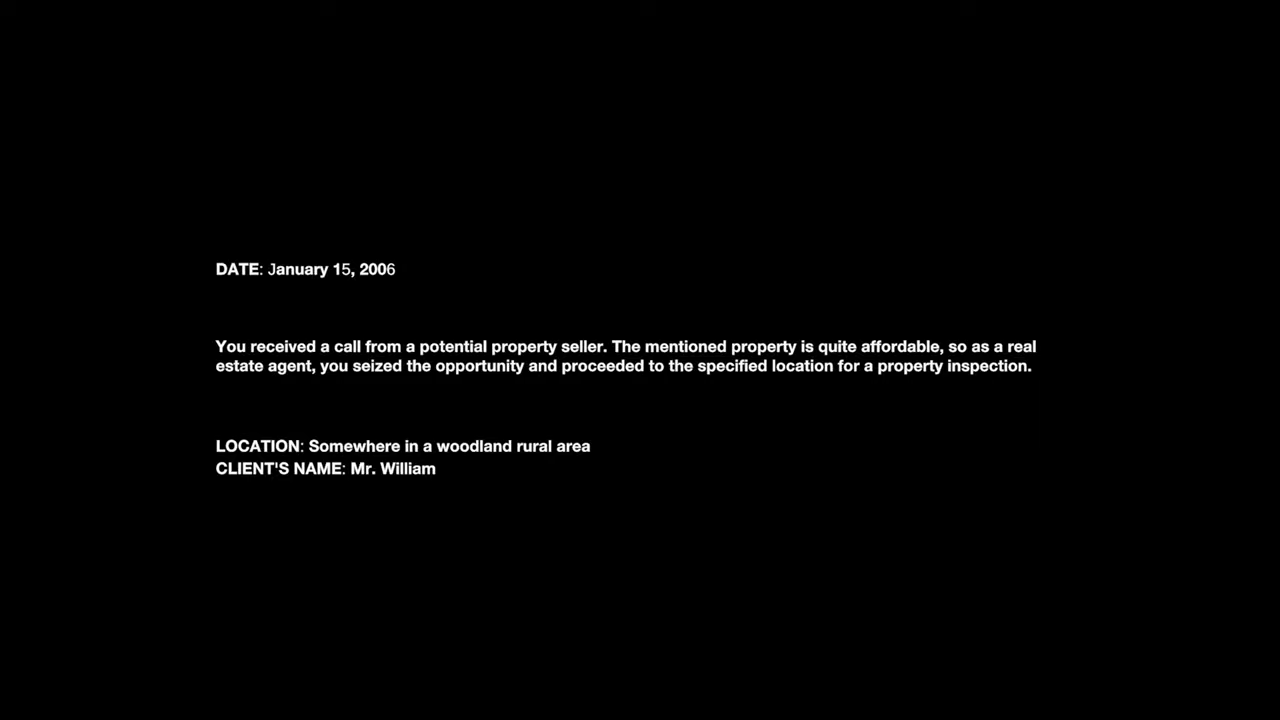 DATE: January 15, 2006
You received a call from a potential property seller. The mentioned property is quite affordable, so as a real
estate agent, you seized the opportunity and proceeded to the specified location for a property inspection.
LOCATION: Somewhere in a woodland rural area
CLIENT'S NAME: Mr. William